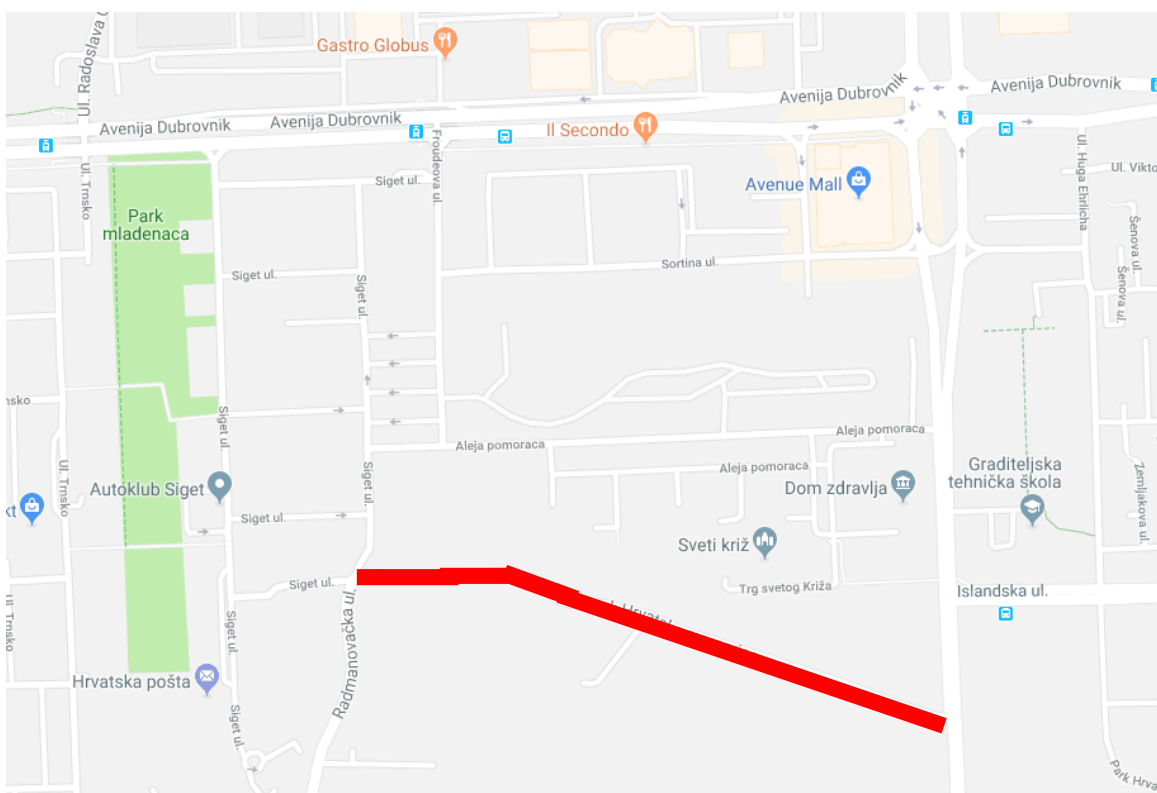 Ul. Radoslava
Gastro Globus
Avenija Dubrovnik
Avenija Dubrovnik
Avenija Dubrovnik
Avenija Dubrovnik
Il Secondo
Froudeova ul.
Ul. Trnsko
Siget ul.
Avenue Mall
Ul. Huga Ehrlicha
Ul. Vikto
Park
mladenaca
Šenova ul.
Šenova ul.
Siget ul.
Siget ul.
Sortina ul.
nsko
Siget ul.
Aleja pomoraca
Aleja pomoraca
Aleja pomoraca
Ul. Trnsko
Siget ul.
Graditeljska
tehnička škola
Zemljakova ul.
Autoklub Siget
Dom zdravlja
kt
Siget ul.
Sveti križ
Siget ul.
Trg svetog Križa
Islandska ul.
Ul. Trnsko
Siget ul.
Radmanovačka ul.
Hrvatska pošta
Siget ul.
Park Hrva